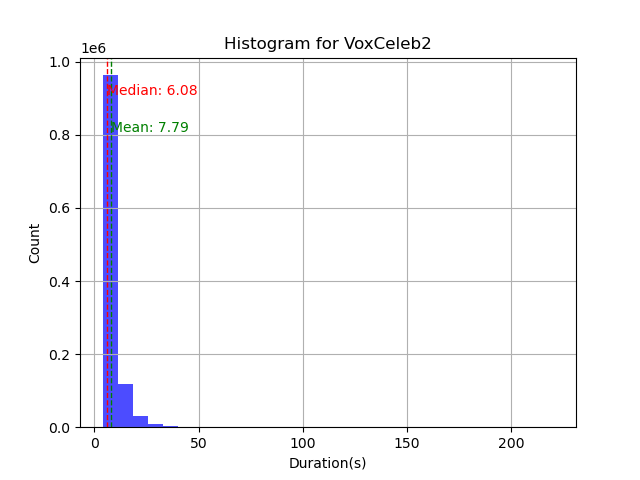 Histogram for VoxCeleb2
1e6
1.0
0.8
0.6
0.4
0.2
0.0
Count
Median: 6.08
Mean: 7.79
0 50 100 150 200
Duration(s)